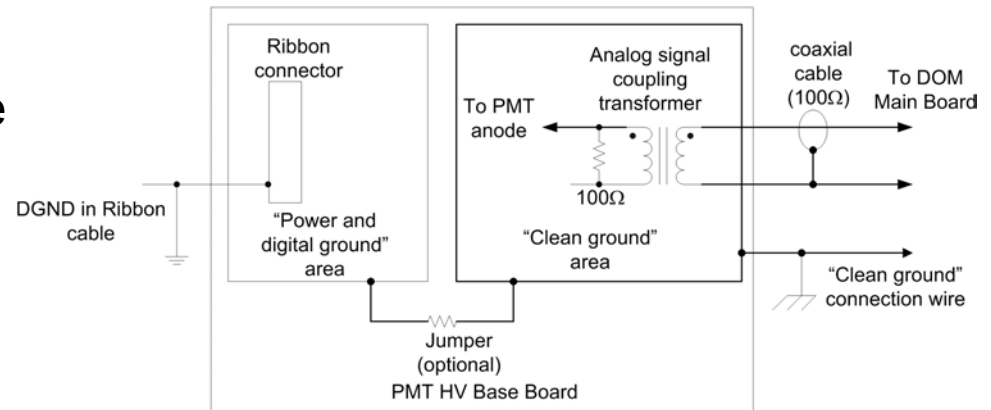 e
Ribbon
connector
Analog signal
coupling
transformer
coaxial
cable
(100Ω)
To DOM
Main Board
To PMT
anode
100Ω
DGND in Ribbon
cable
“Power and
digital ground”
area
“Clean ground”
area
“Clean ground”
connection wire
Jumper
(optional)
PMT HV Base Board